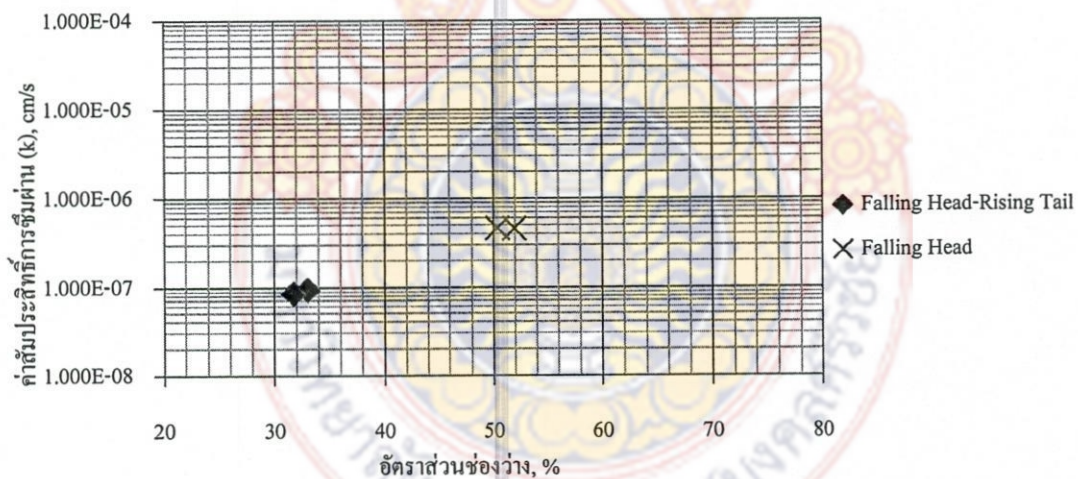 1.000E-04
1.000E-05
1.000E-06
1.000E-07
1.000E-08
ค่าสัมประสิทธิ์การซึมผ่าน (k), cm/s
20 30 40 50 60 70 80
อัตราส่วนช่องว่าง, %
Falling Head-Rising Tail
Falling Head